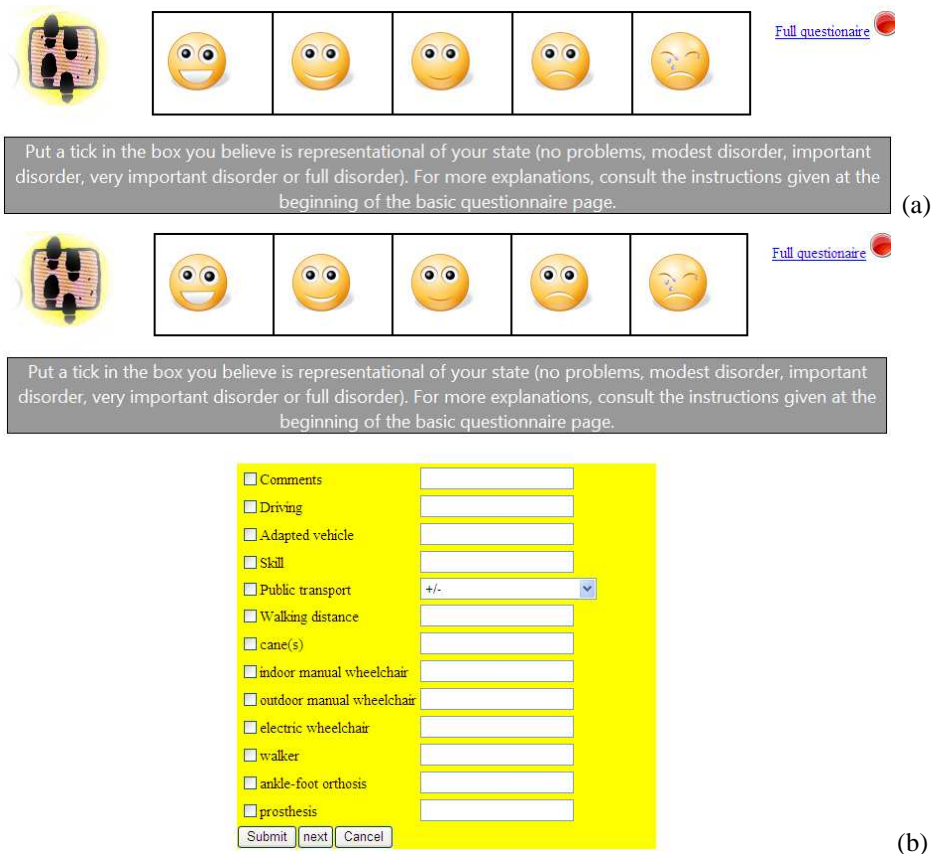 Full questionaire
Put a tick in the box you believe is representational of your state (no problems, modest disorder, important
disorder, very important disorder or full disorder). For more explanations, consult the instructions given at the
beginning of the basic questionnaire page.
(a)
Full questionaire
Put a tick in the box you believe is representational of your state (no problems, modest disorder, important
disorder, very important disorder or full disorder). For more explanations, consult the instructions given at the
beginning of the basic questionnaire page.
Comments
Driving
Adapted vehicle
Skill
Public transport +/-
Walking distance
cane(s)
indoor manual wheelchair
outdoor manual wheelchair
electric wheelchair
walker
ankle-foot orthosis
prosthesis
Submit next Cancel
(b)